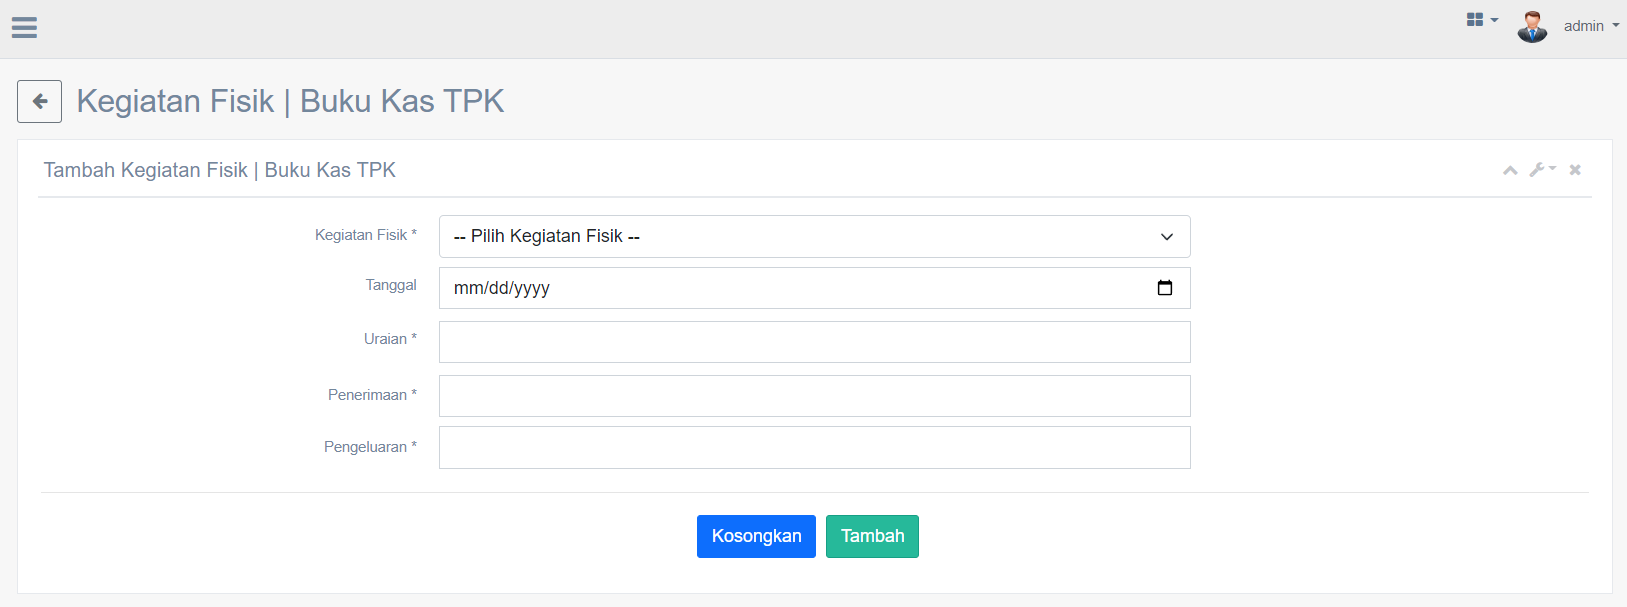 admin
Kegiatan Fisik | Buku Kas TPK
Tambah Kegiatan Fisik | Buku Kas TPK
Kegiatan Fisik * -- Pilih Kegiatan Fisik --
Tanggal mm/dd/yyyy
Uraian *
Penerimaan *
Pengeluaran *
Kosongkan Tambah